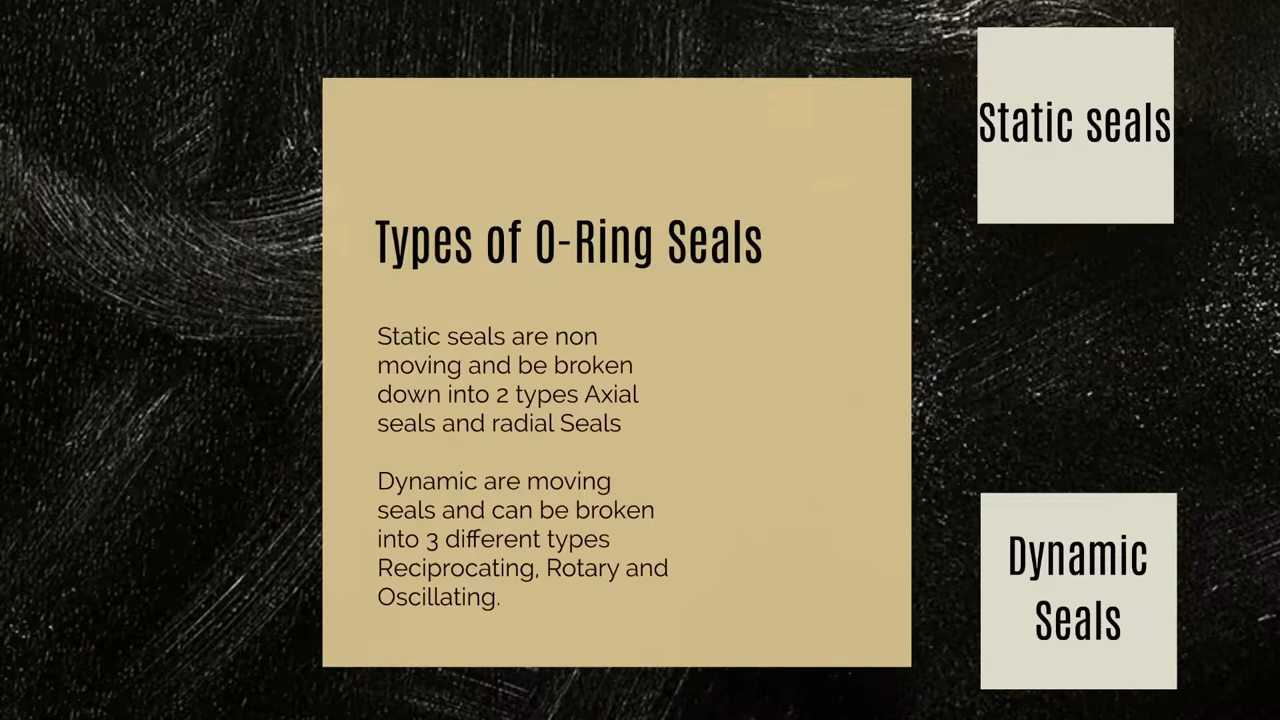 Types of O-Ring Seals
Static seals are non
moving and be broken
down into 2 types Axial
seals and radial Seals
Dynamic are moving
seals and can be broken
into 3 different types
Reciprocating, Rotary and
Oscillating.
Static seals
Dynamic
Seals